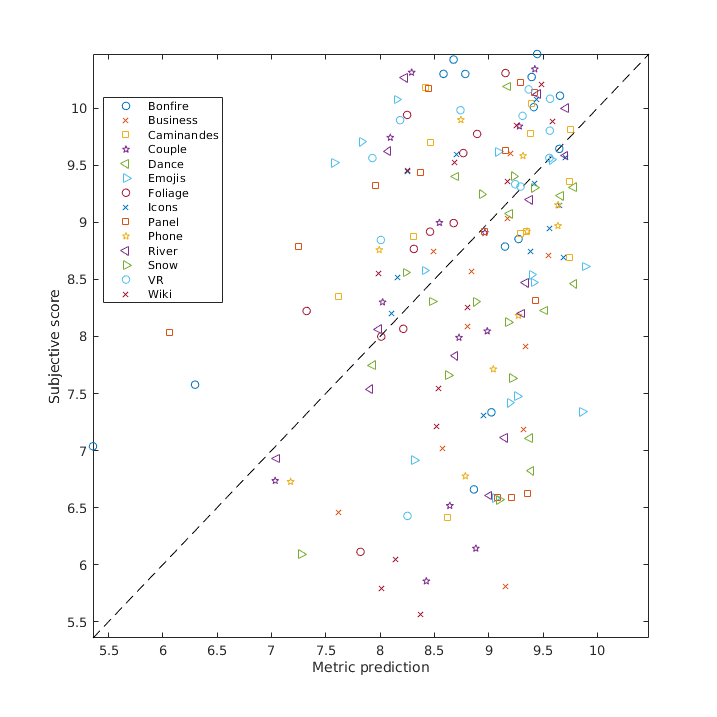 10
9.5
9
8.5
8
7.5
7
6.5
6
5.5
Subjective score
Bonfire
Business
Caminandes
Couple
Dance
Emojis
Foliage
Icons
Panel
Phone
River
Snow
VR
Wiki
5.5 6 6.5 7 7.5 8 8.5 9 9.5 10
Metric prediction